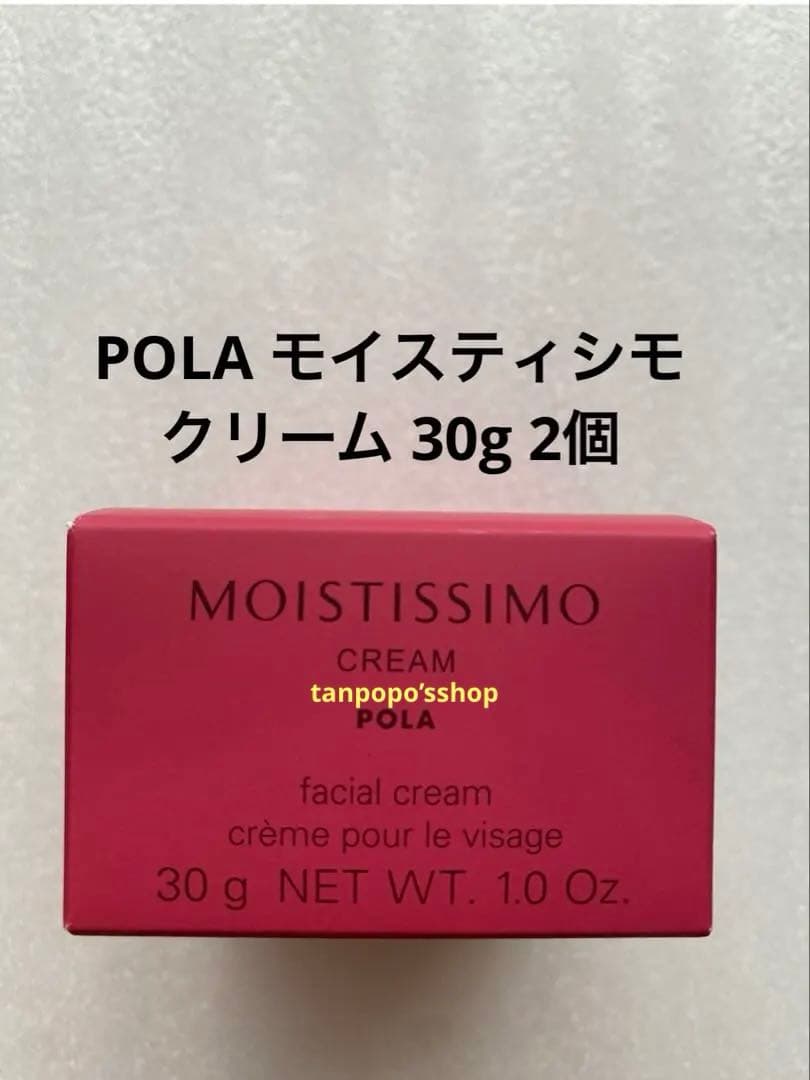 POLA モイスティシモ
クリーム 30g 2個
MOISTISSIMO
CREAM
tanpopo’sshop
POLA
facial cream
crème pour le visage
30 g NET WT. 1.0 Oz.